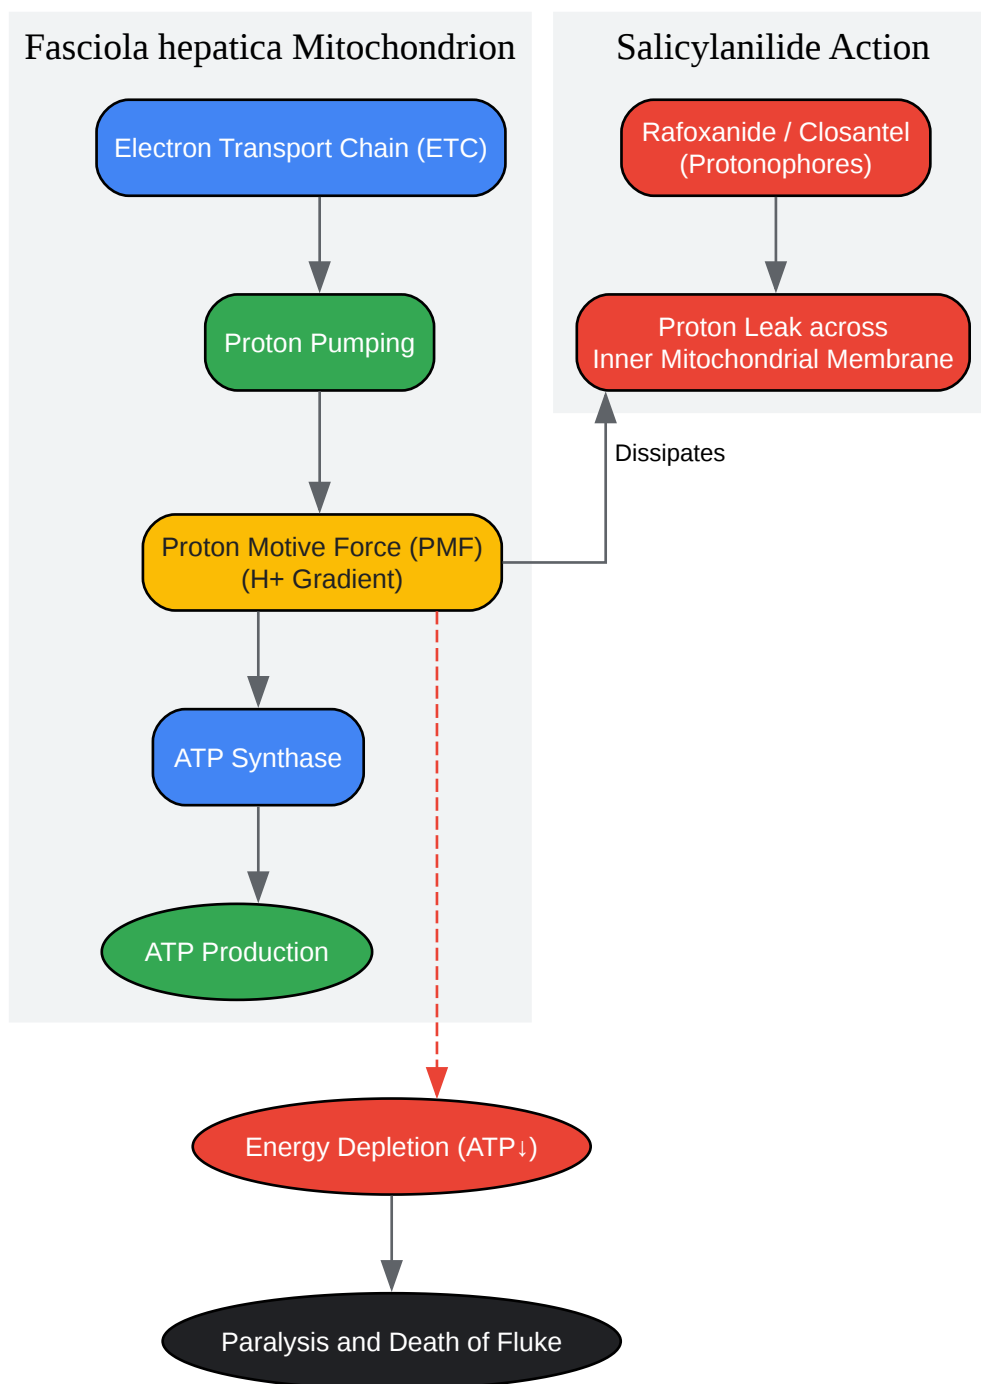 Fasciola hepatica Mitochondrion
Electron Transport Chain (ETC)
Proton Pumping
Proton Motive Force (PMF)
(H+ Gradient)
ATP Synthase
ATP Production
Salicylanilide Action
Rafoxanide / Closantel
(Protonophores)
Proton Leak across
Inner Mitochondrial Membrane
Dissipates
Energy Depletion (ATP↓)
Paralysis and Death of Fluke